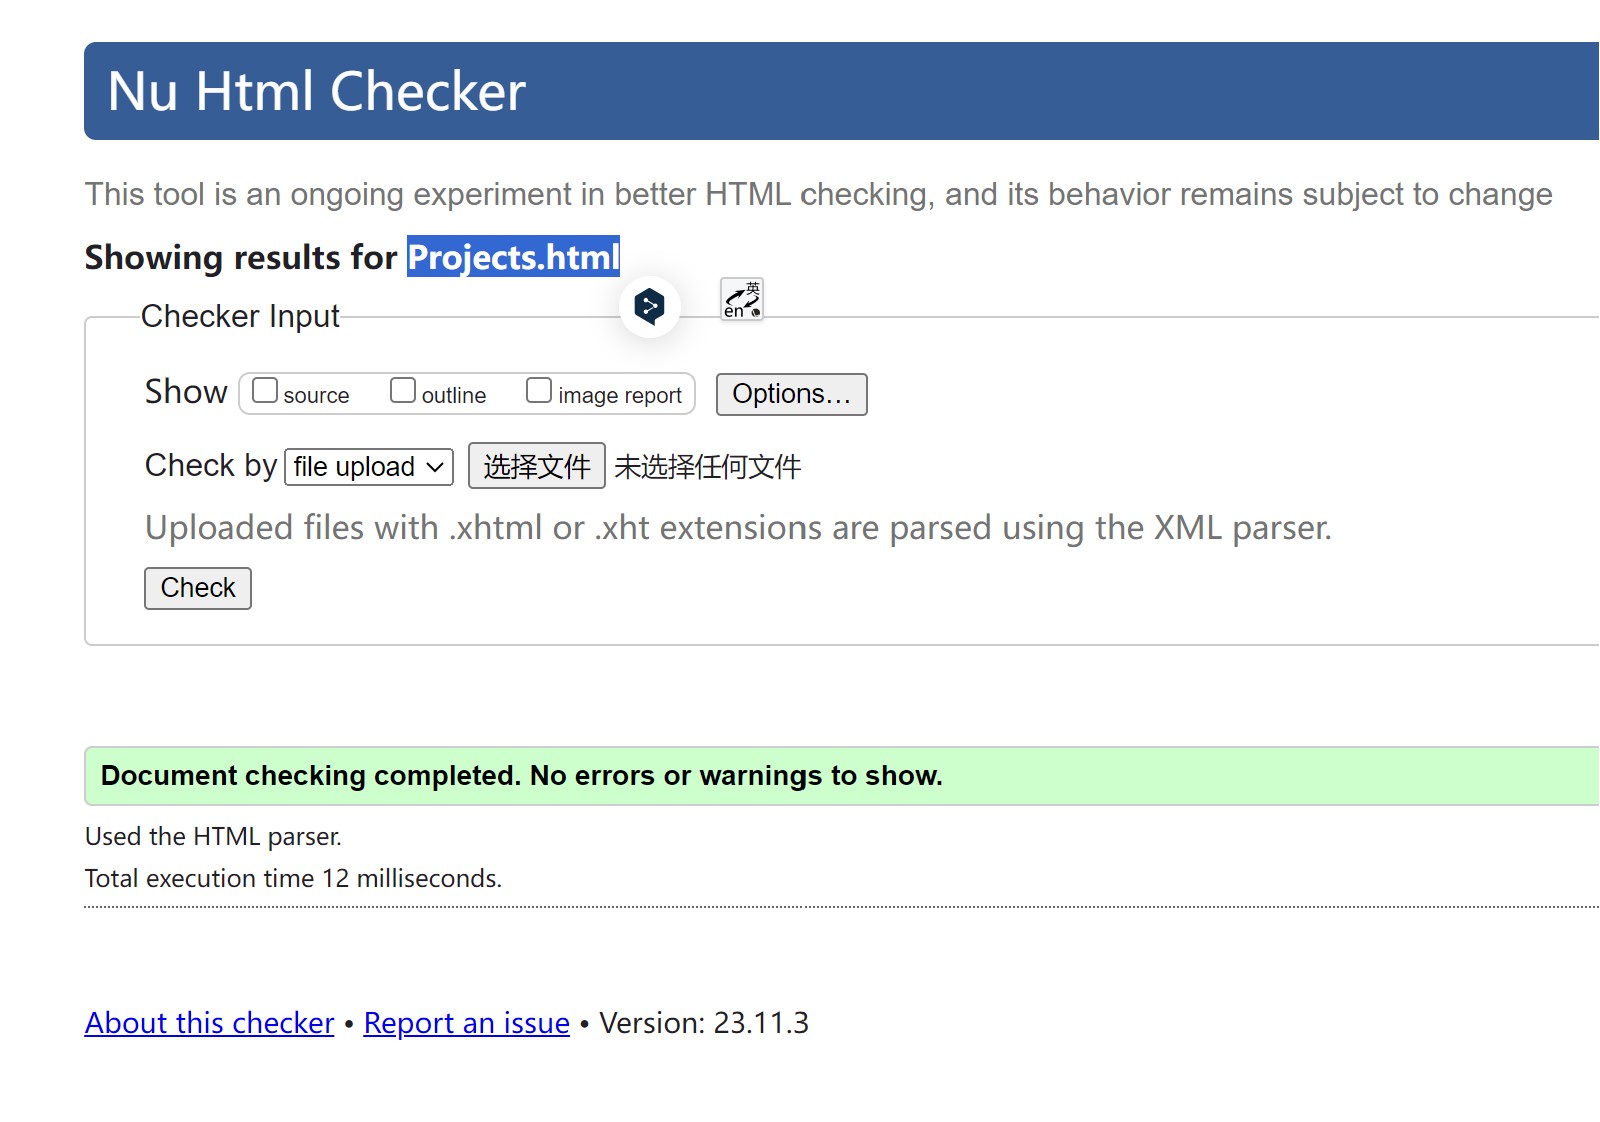 Nu Html Checker
This tool is an ongoing experiment in better HTML checking, and its behavior remains subject to change
Showing results for Projects.html
英
en
Checker Input
Show source outline image report Options...
Check by file upload 选择文件 未选择任何文件
Uploaded files with .xhtml or .xht extensions are parsed using the XML parser.
Check
Document checking completed. No errors or warnings to show.
Used the HTML parser.
Total execution time 12 milliseconds.
About this checker • Report an issue • Version: 23.11.3